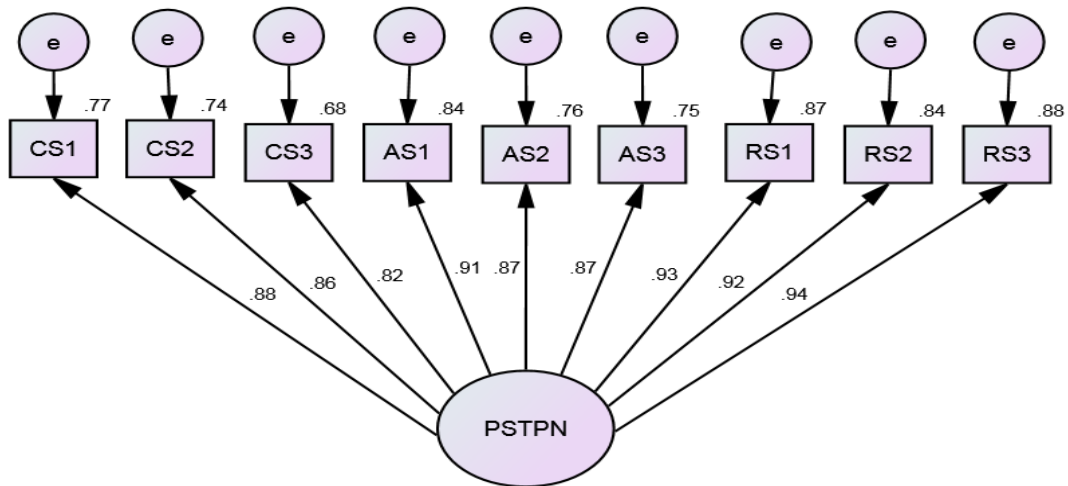 e e e e e e e e e
.77 .74 .68 .84 .76 .75 .87 .84 .88
CS1 CS2 CS3 AS1 AS2 AS3 RS1 RS2 RS3
.88 .86 .82 .91 .87 .87 .93 .92 .94
PSTPN